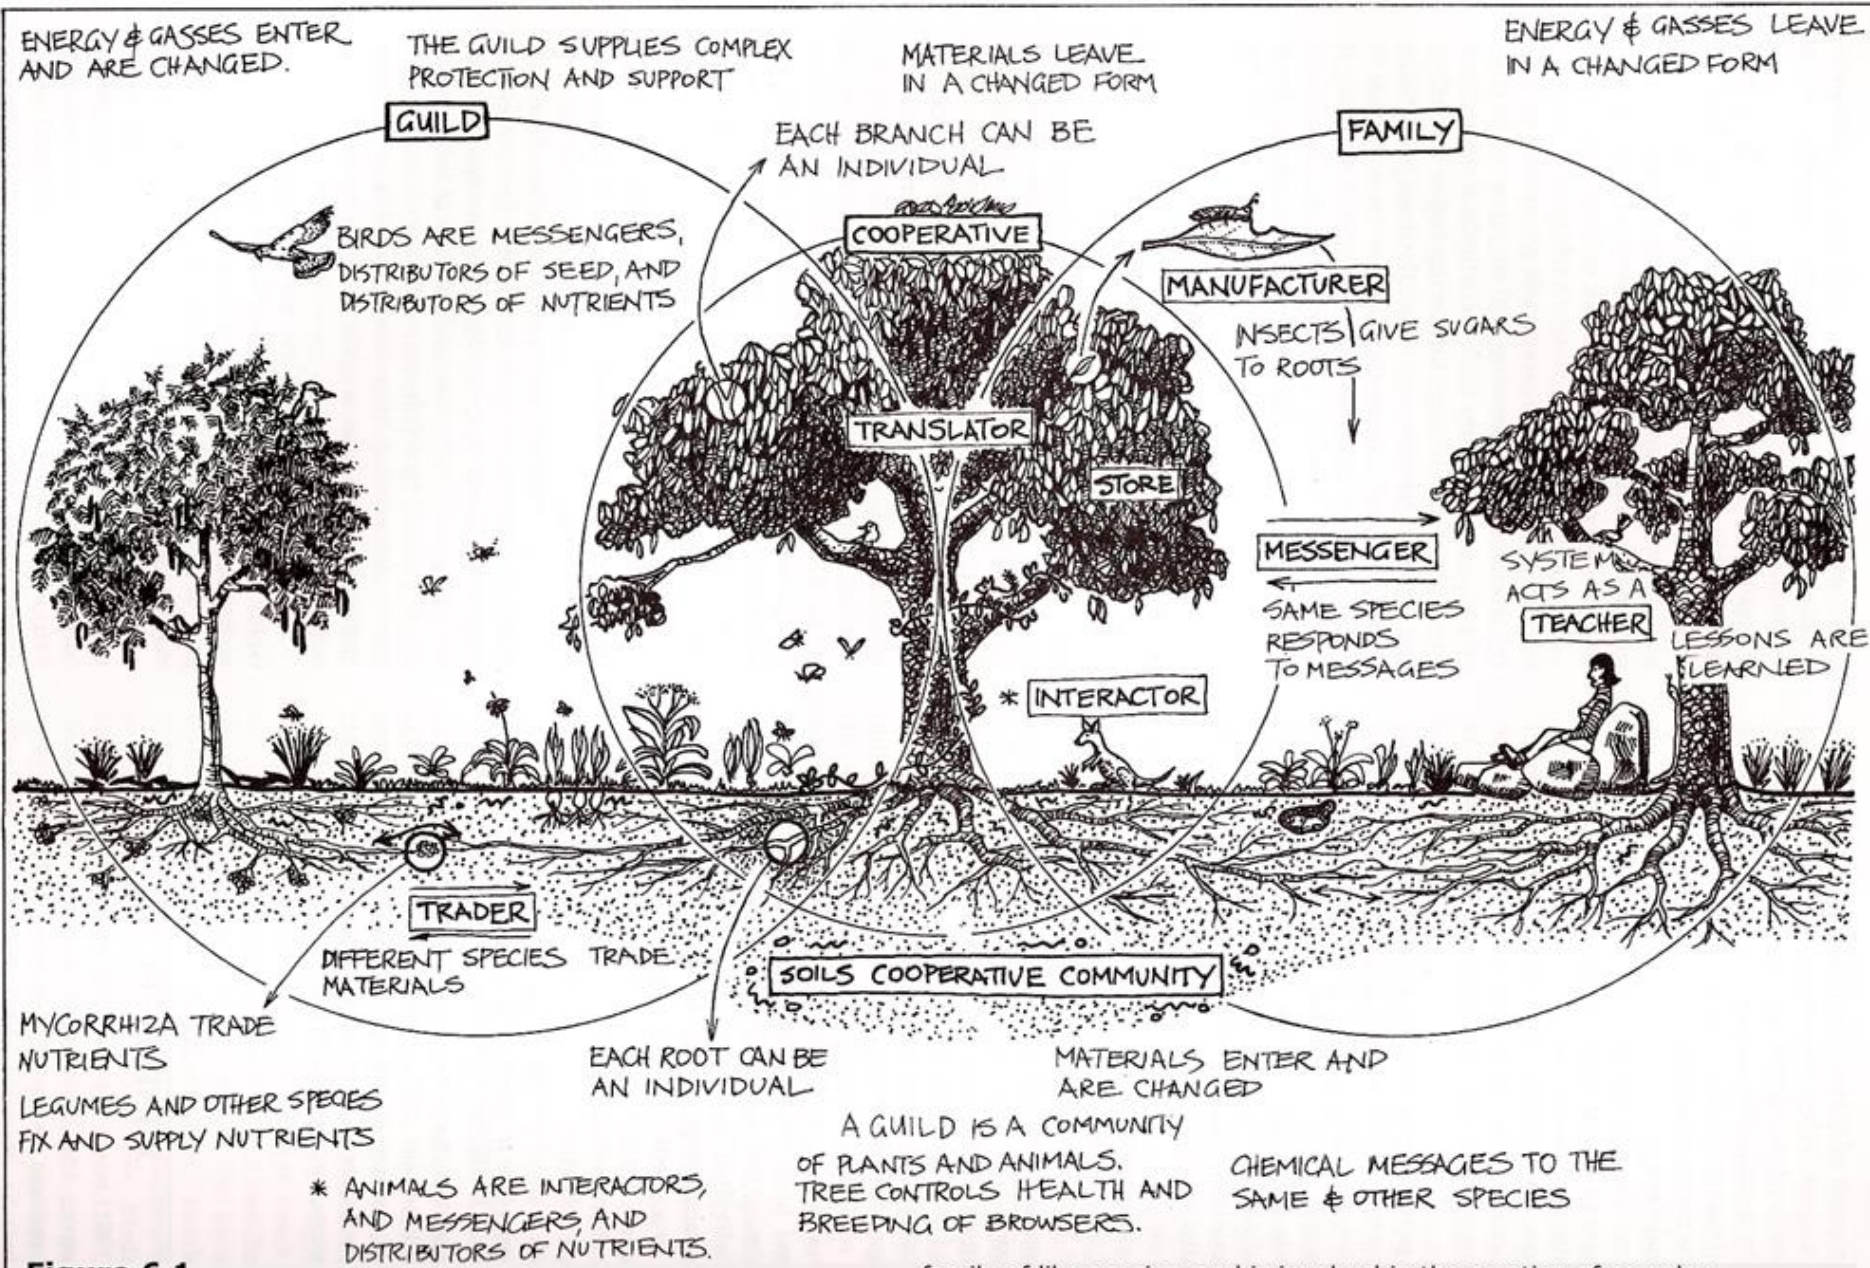 ENERGY & GASSES ENTER
AND ARE CHANGED.
THE GUILD SUPPLIES COMPLEX
PROTECTION AND SUPPORT
MATERIALS LEAVE
IN A CHANGED FORM
ENERGY & GASSES LEAVE
IN A CHANGED FORM
GUILD
EACH BRANCH CAN BE
AN INDIVIDUAL
FAMILY
BIRDS ARE MESSENGERS,
DISTRIBUTORS OF SEED, AND
DISTRIBUTORS OF NUTRIENTS
COOPERATIVE
MANUFACTURER
INSECTS GIVE SUGARS
TO ROOTS
TRANSLATOR
STORE
MESSENGER
SAME SPECIES
RESPONDS
TO MESSAGES
SYSTEM
ACTS AS A
TEACHER
LESSONS ARE
LEARNED
* INTERACTOR
TRADER
DIFFERENT SPECIES TRADE
MATERIALS
SOILS COOPERATIVE COMMUNITY
MYCORRHIZA TRADE
NUTRIENTS
LEGUMES AND OTHER SPECIES
FIX AND SUPPLY NUTRIENTS
EACH ROOT CAN BE
AN INDIVIDUAL
MATERIALS ENTER AND
ARE CHANGED
* ANIMALS ARE INTERACTORS,
AND MESSENGERS, AND
DISTRIBUTORS OF NUTRIENTS.
A GUILD IS A COMMUNITY
OF PLANTS AND ANIMALS.
TREE CONTROLS HEALTH AND
BREEDING OF BROWSERS.
CHEMICAL MESSAGES TO THE
SAME & OTHER SPECIES